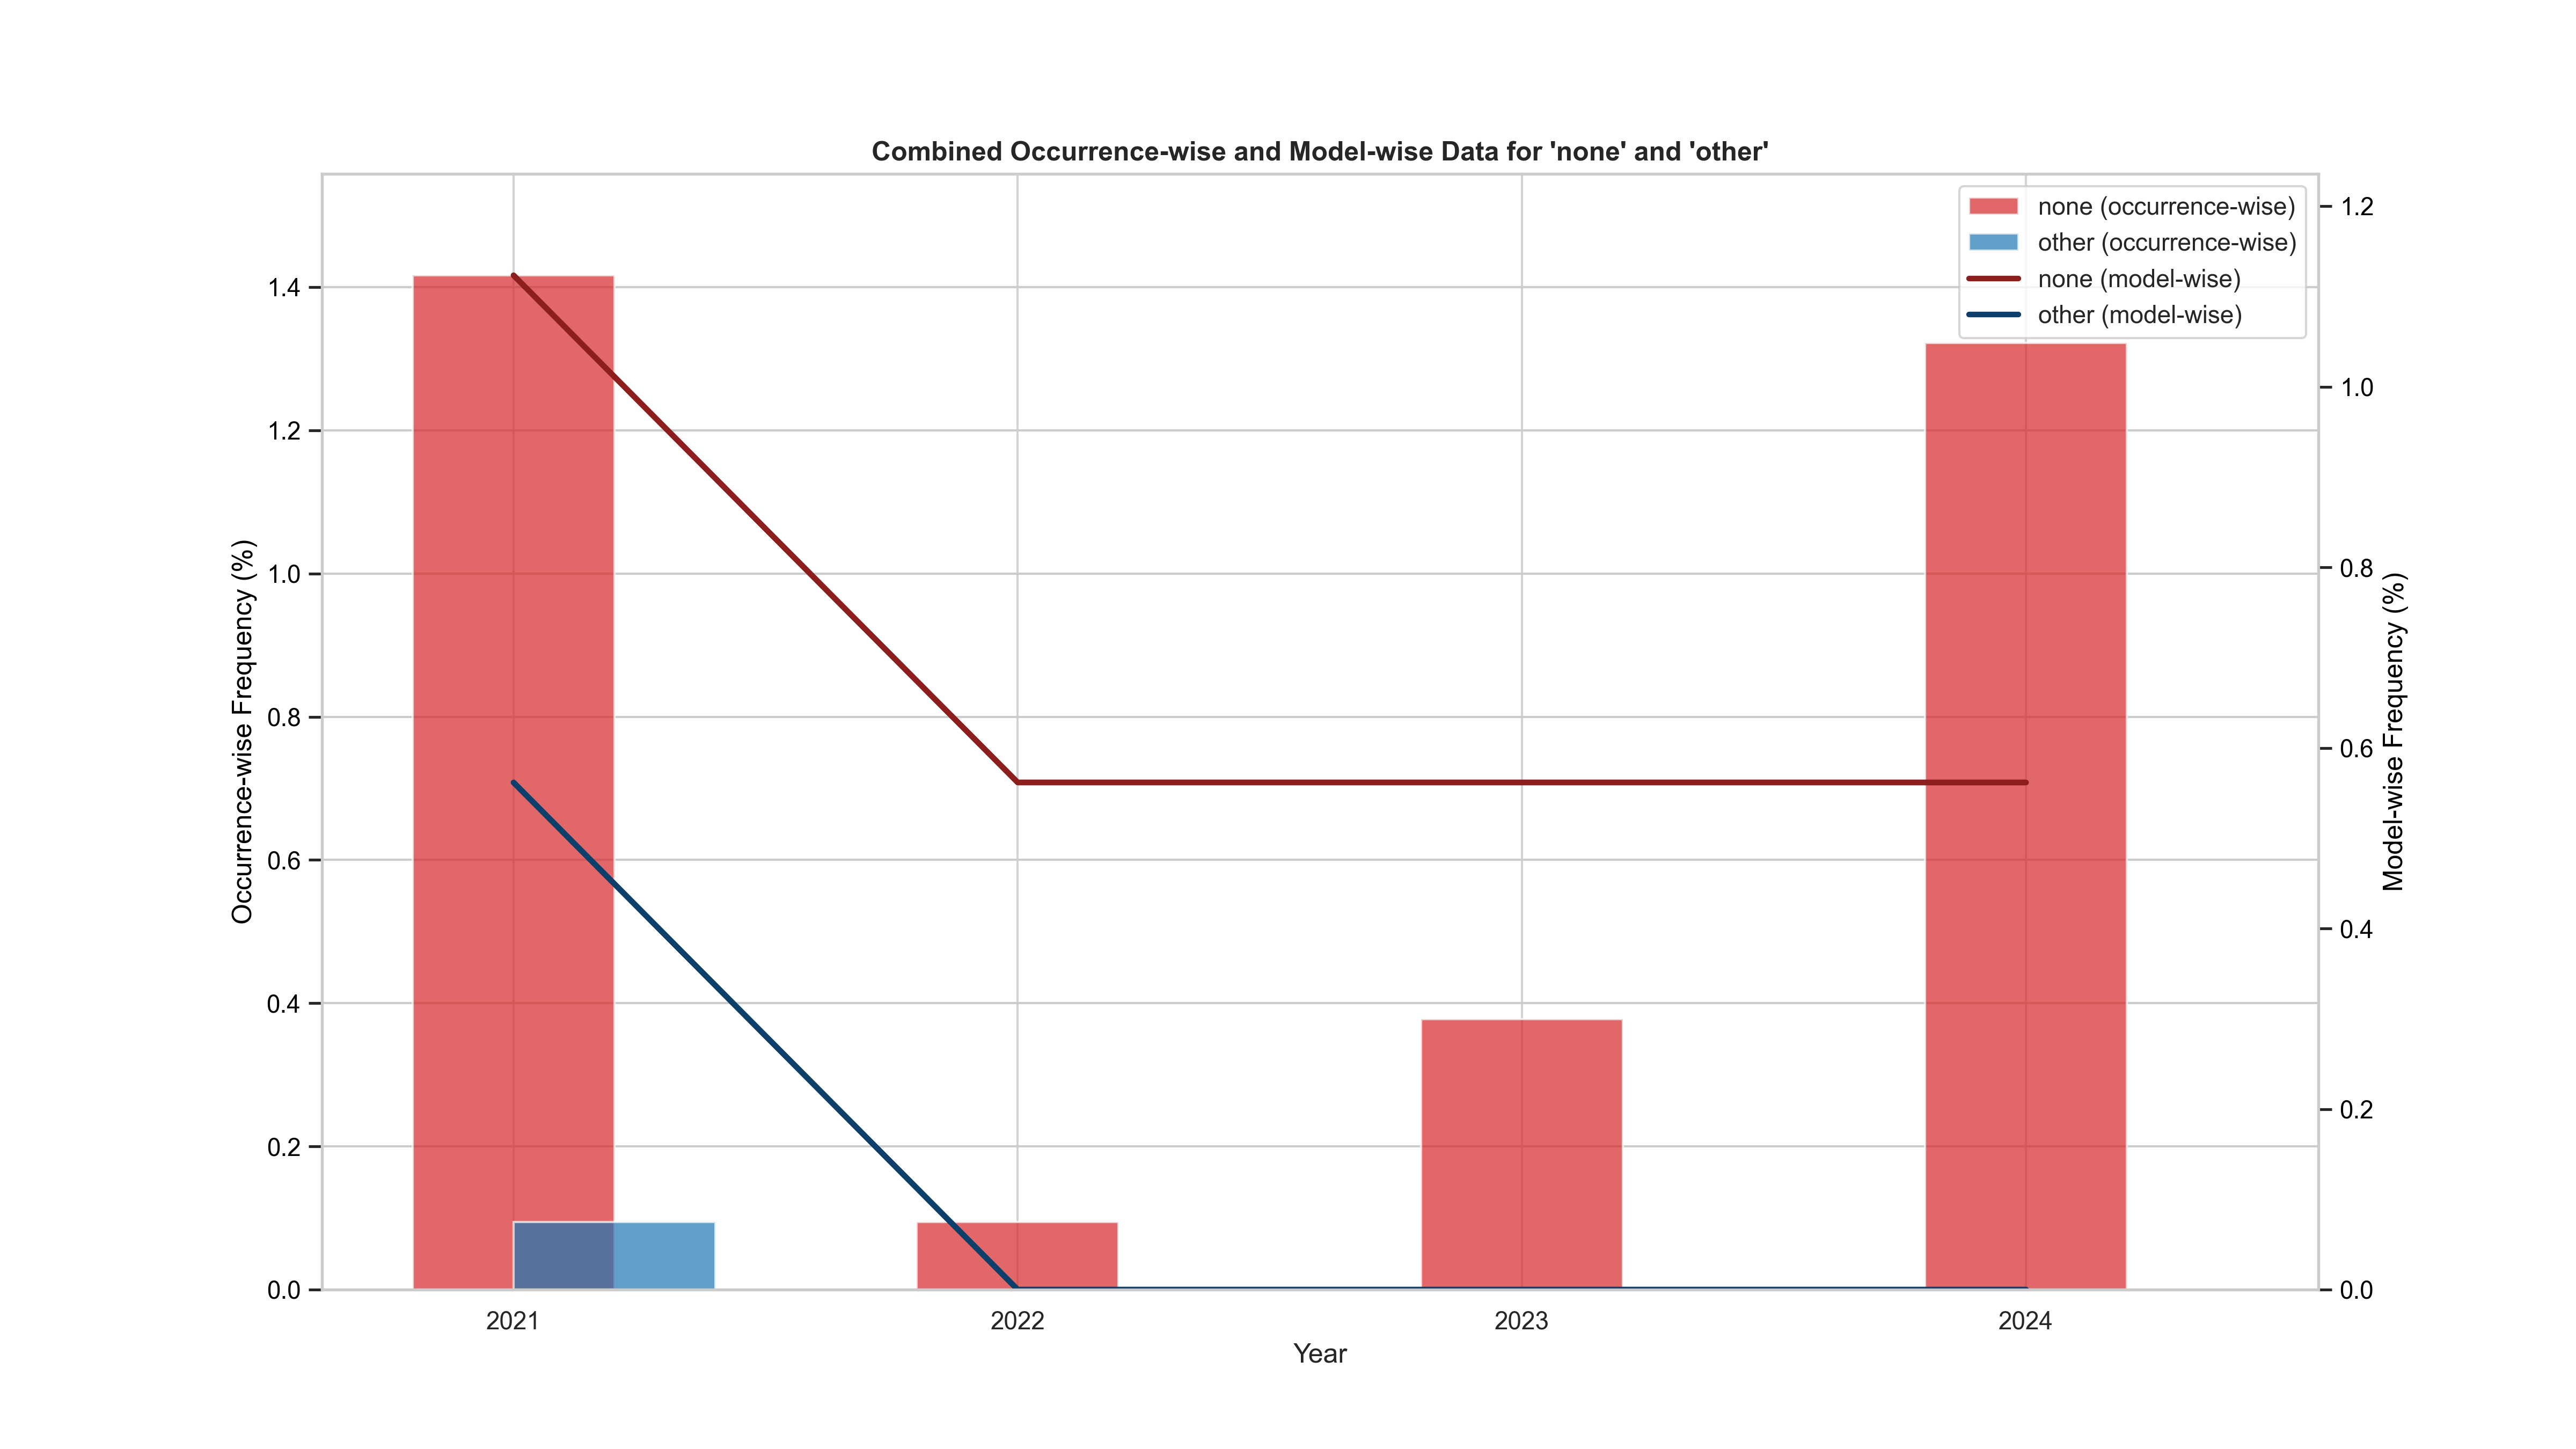 Combined Occurrence-wise and Model-wise Data for 'none' and 'other'
none (occurrence-wise)
other (occurrence-wise)
none (model-wise)
other (model-wise)
Occurrence-wise Frequency (%)
1.4
1.2
1.0
0.8
0.6
0.4
0.2
0.0
1.2
1.0
0.8
0.6
0.4
0.2
0.0
Model-wise Frequency (%)
2021
2022
2023
2024
Year